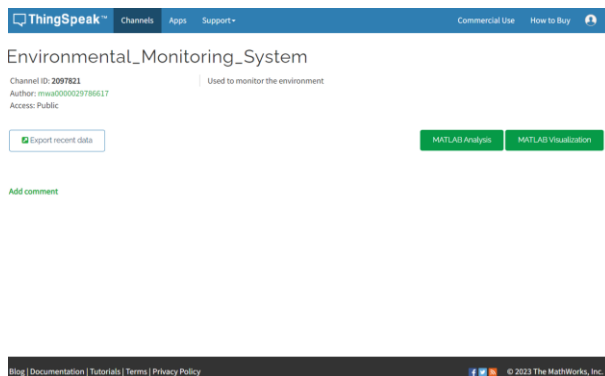 ThingSpeak™ Channels Apps Support Commercial Use How to Buy
Environmental_Monitoring_System
Channel ID: 2097821
Author: mwa0000029786617
Access: Public
Used to monitor the environment
Export recent data MATLAB Analysis MATLAB Visualization
Add comment
Blog | Documentation | Tutorials | Terms | Privacy Policy © 2023 The MathWorks, Inc.